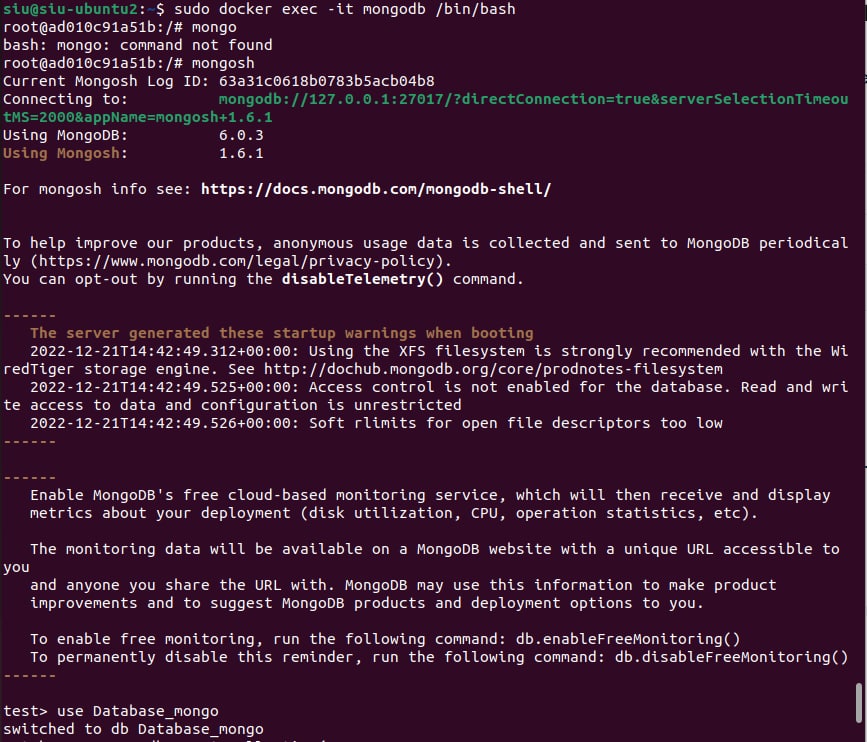 siu@siu-ubuntu2:~$ sudo docker exec -it mongodb /bin/bash
root@ad010c91a51b:/# mongo
bash: mongo: command not found
root@ad010c91a51b:/# mongosh
Current Mongosh Log ID: 63a31c0618b0783b5acb04b8
Connecting to: mongodb://127.0.0.1:27017/?directConnection=true&serverSelectionTimeou
tMS=2000&appName=mongosh+1.6.1
Using MongoDB: 6.0.3
Using Mongosh: 1.6.1
For mongosh info see: https://docs.mongodb.com/mongodb-shell/
To help improve our products, anonymous usage data is collected and sent to MongoDB periodical
ly (https://www.mongodb.com/legal/privacy-policy).
You can opt-out by running the disableTelemetry() command.
------
The server generated these startup warnings when booting
2022-12-21T14:42:49.312+00:00: Using the XFS filesystem is strongly recommended with the Wi
redTiger storage engine. See http://dochub.mongodb.org/core/prodnotes-filesystem
2022-12-21T14:42:49.525+00:00: Access control is not enabled for the database. Read and wri
te access to data and configuration is unrestricted
2022-12-21T14:42:49.526+00:00: Soft rlimits for open file descriptors too low
------
------
Enable MongoDB's free cloud-based monitoring service, which will then receive and display
metrics about your deployment (disk utilization, CPU, operation statistics, etc).
The monitoring data will be available on a MongoDB website with a unique URL accessible to
you
and anyone you share the URL with. MongoDB may use this information to make product
improvements and to suggest MongoDB products and deployment options to you.
To enable free monitoring, run the following command: db.enableFreeMonitoring()
To permanently disable this reminder, run the following command: db.disableFreeMonitoring()
------
test> use Database_mongo
switched to db Database_mongo